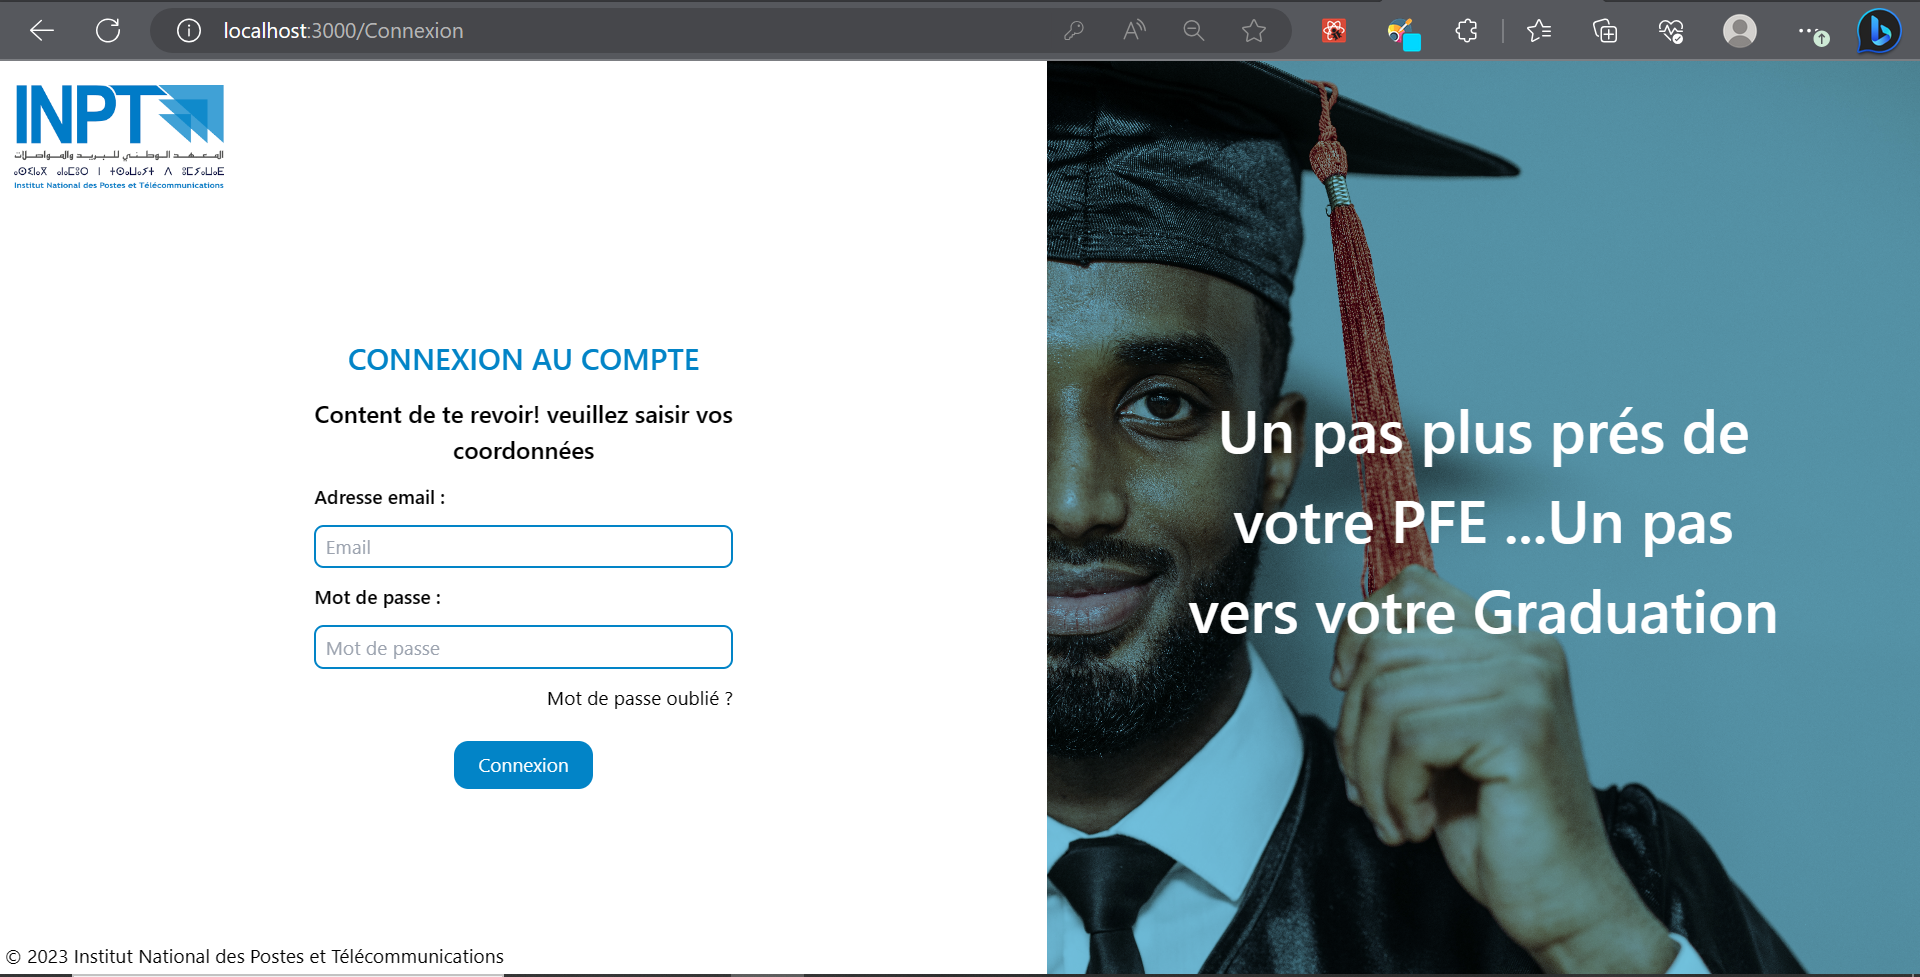 localhost:3000/Connexion
INPT
المعهد الوطني للبريد والمواصلات
Institut National des Postes et Télécommunications
CONNEXION AU COMPTE
Content de te revoir! veuillez saisir vos
coordonnées
Adresse email :
Email
Mot de passe :
Mot de passe
Mot de passe oublié ?
Connexion
© 2023 Institut National des Postes et Télécommunications
Un pas plus prés de
votre PFE ...Un pas
vers votre Graduation